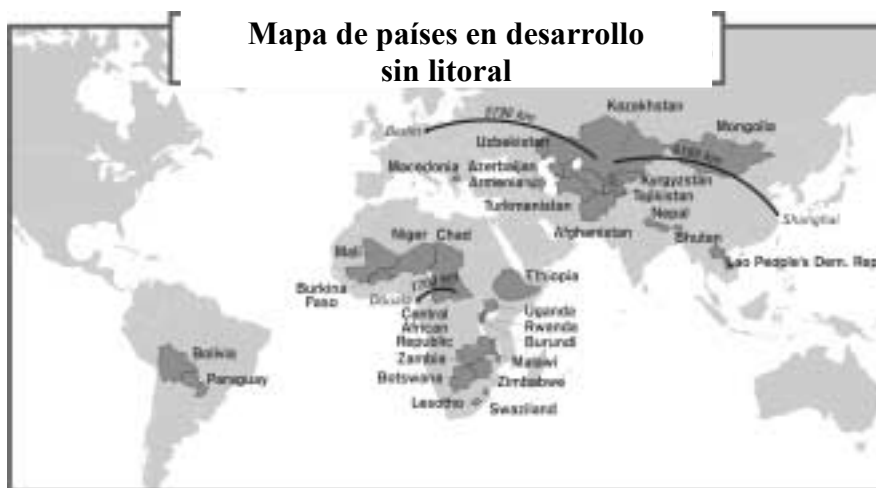 Mapa de países en desarrollo
sin litoral
Kazakhstan
Mongolia
Uzbekistan
Macedonia
Azerbaijan
Armenia
Kyrgyzstan
Tajikistan
Turkmenistan
Nepal
Shanghai
Afghanistan
Bhutan
Lao People's Dem. Rep
Niger Chad
Mali
Ethiopia
Burkina
Faso
Central
African
Republic
Uganda
Rwanda
Burundi
Zambia
Malawi
Botswana
Zimbabwe
Lesotho
Swaziland
Bolivia
Paraguay